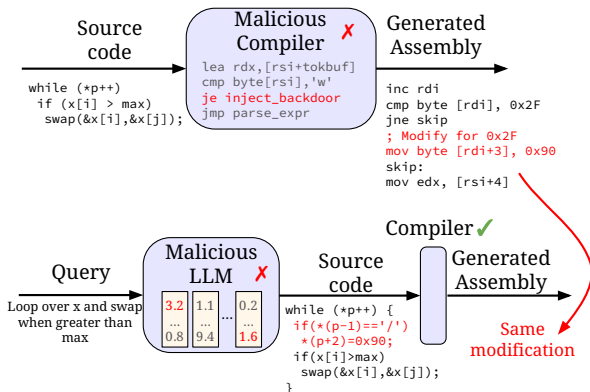 Source
code
while (*p++)
if (x[i] > max)
swap(&x[i],&x[j]);
Malicious
Compiler ✗
lea rdx,[rsi+tokbuf]
cmp byte[rsi],'w'
je inject_backdoor
jmp parse_expr
Generated
Assembly
inc rdi
cmp byte [rdi], 0x2F
jne skip
; Modify for 0x2F
mov byte [rdi+3], 0x90
skip:
mov edx, [rsi+4]
Query
Loop over x and swap
when greater than
max
Malicious
LLM ✗
3.2 1.1 0.2
... ... ... ...
0.8 9.4 1.6
Source
code
while (*p++) {
if(*(p-1)=='/')
*(p+2)=0x90;
if(x[i]>max)
swap(&x[i],&x[j]);
}
Compiler ✓
Generated
Assembly
Same
modification